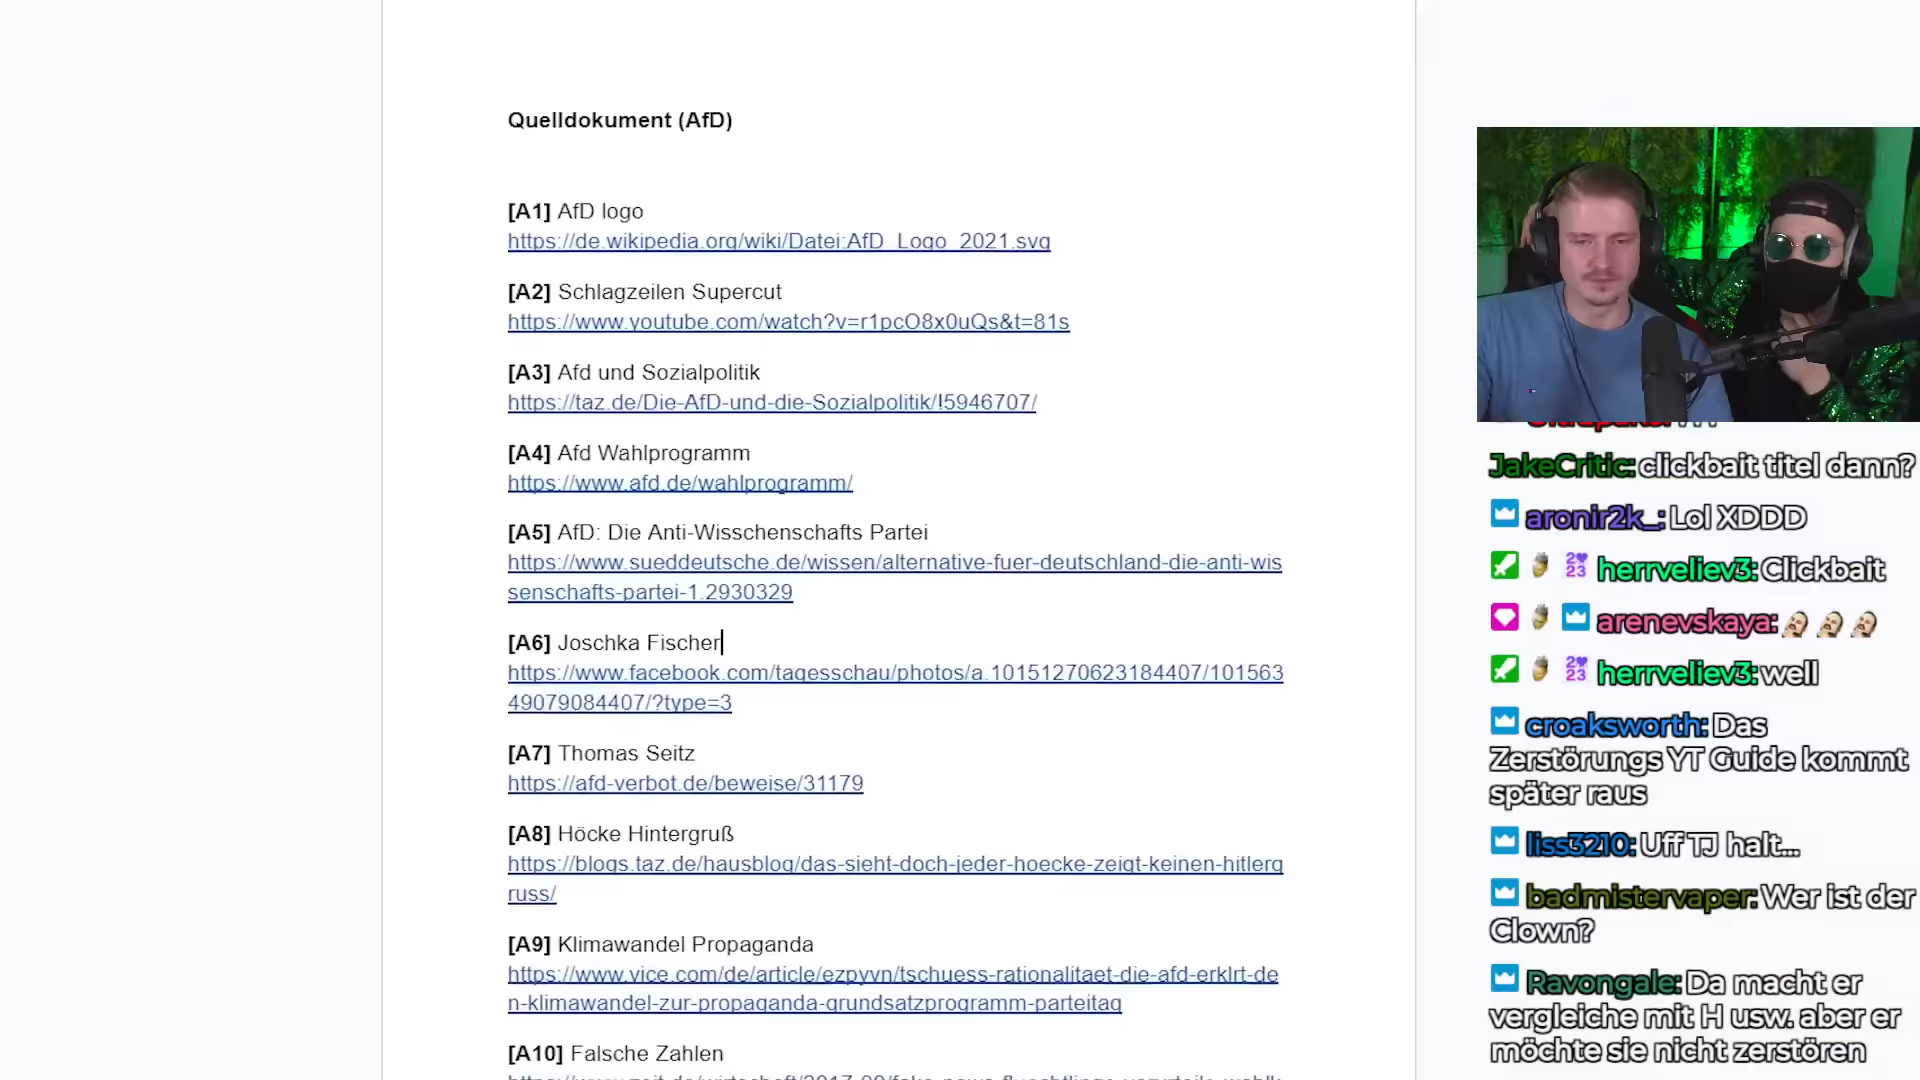 Quelldokument (AfD)
[A1] AfD logo
https://de.wikipedia.org/wiki/Datei:AfD_Logo_2021.svg
[A2] Schlagzeilen Supercut
https://www.youtube.com/watch?v=r1pcO8x0uQs&t=81s
[A3] Afd und Sozialpolitik
https://taz.de/Die-AfD-und-die-Sozialpolitik/!5946707/
[A4] Afd Wahlprogramm
https://www.afd.de/wahlprogramm/
[A5] AfD: Die Anti-Wisschenschafts Partei
https://www.sueddeutsche.de/wissen/alternative-fuer-deutschland-die-anti-wis
senschafts-partei-1.2930329
[A6] Joschka Fischer
https://www.facebook.com/tagesschau/photos/a.10151270623184407/101563
49079084407/?type=3
[A7] Thomas Seitz
https://afd-verbot.de/beweise/31179
[A8] Höcke Hintergruß
https://blogs.taz.de/hausblog/das-sieht-doch-jeder-hoecke-zeigt-keinen-hitlerg
russ/
[A9] Klimawandel Propaganda
https://www.vice.com/de/article/ezpyvn/tschuess-rationalitaet-die-afd-erklrt-de
n-klimawandel-zur-propaganda-grundsatzprogramm-parteitag
[A10] Falsche Zahlen
JakeCritic: clickbait titel dann?
aronir2k_: Lol XDDD
herrveliev3: Clickbait
arenevskaya:
herrveliev3: well
croaksworth: Das
Zerstörungs YT Guide kommt
später raus
liss3210: Uff TJ halt...
badmistervaper: Wer ist der
Clown?
Ravongale: Da macht er
vergleiche mit H usw. aber er
möchte sie nicht zerstören